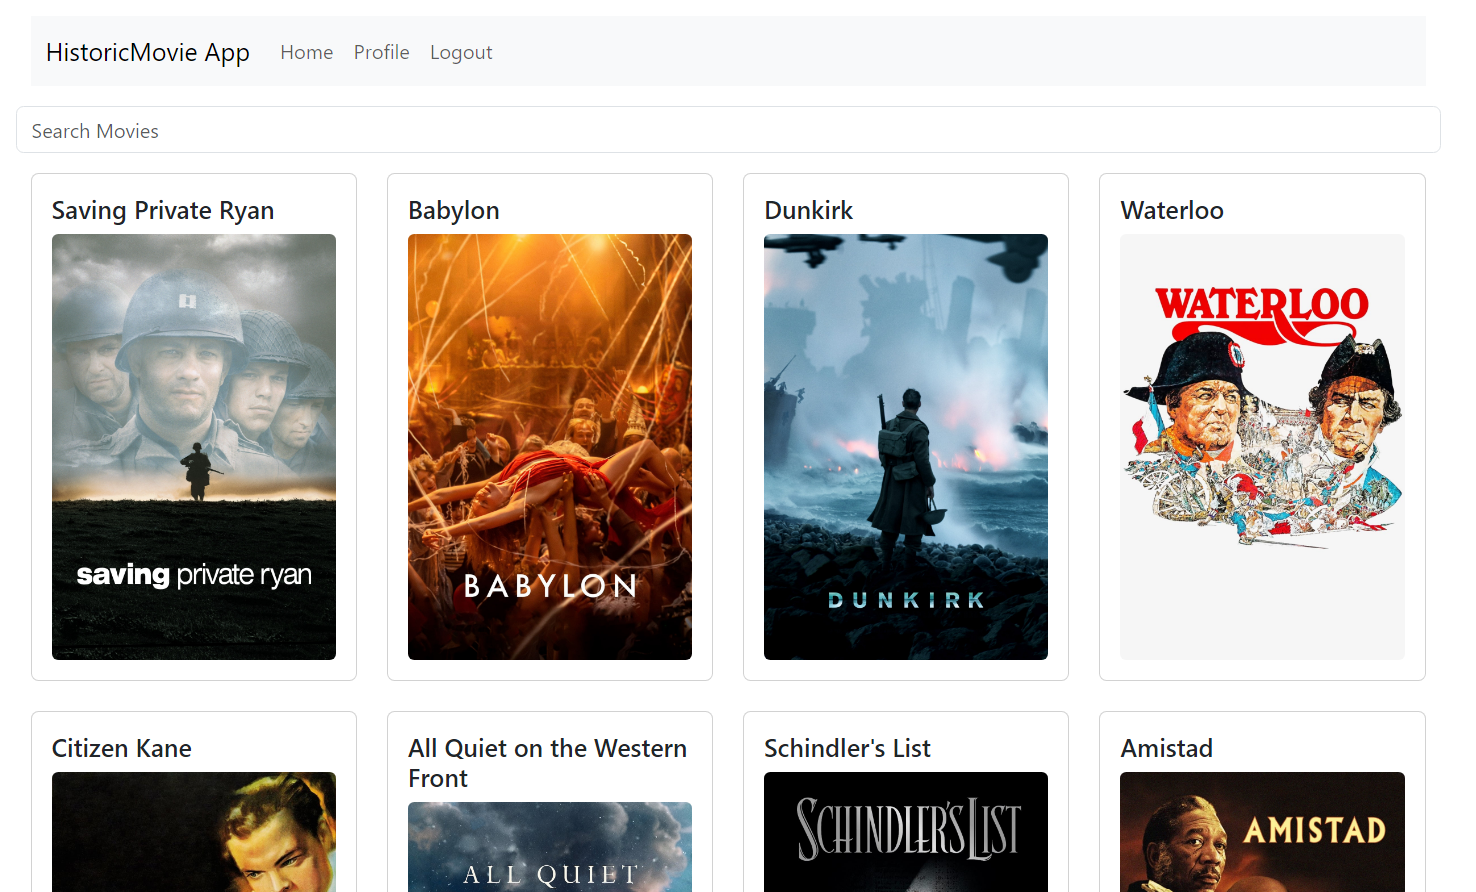 HistoricMovie App Home Profile Logout
Search Movies
Saving Private Ryan
saving private ryan
Babylon
BABYLON
Dunkirk
DUNKIRK
Waterloo
WATERLOO
Citizen Kane
All Quiet on the Western
Front
ALL QUIET
Schindler's List
SCHINDLER'S LIST
Amistad
AMISTAD